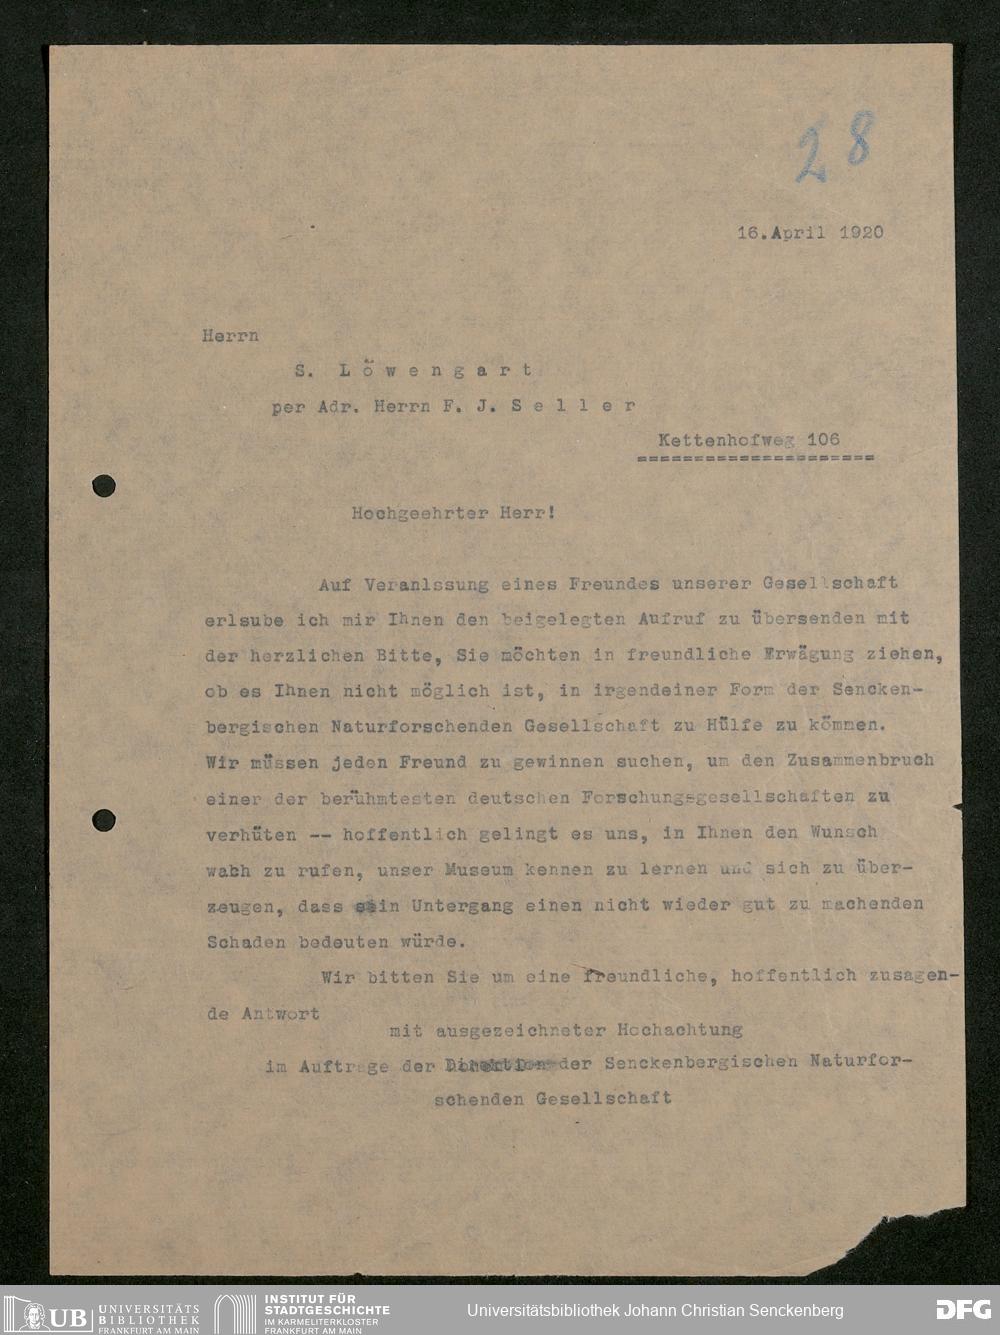 28
16.April 1920
Herrn
S. Löwengart
per Adr. Herrn F. J. Seller
Kettenhofweg 106
=====================
Hochgeehrter Herr!
Auf Veranlssung eines Freundes unserer Gesellschaft
erlsube ich mir Ihnen den beigelegten Aufruf zu übersenden mit
der herzlichen Bitte, Sie möchten in freundliche Erwägung ziehen,
ob es Ihnen nicht möglich ist, in irgendeiner Form der Sencken-
bergischen Naturforschenden Gesellschaft zu Hülfe zu kömmen.
Wir müssen jeden Freund zu gewinnen suchen, um den Zusammenbruch
einer der berühmtesten deutschen Forschungsgesellschaften zu
verhüten -- hoffentlich gelingt es uns, in Ihnen den Wunsch
wabh zu rufen, unser Museum kennen zu lernen und sich zu über-
zeugen, dass sein Untergang einen nicht wieder gut zu machenden
Schaden bedeuten würde.
Wir bitten Sie um eine freundliche, hoffentlich zusagen-
de Antwort
mit ausgezeichneter Hochachtung
im Auftrage der Direktion der Senckenbergischen Naturfor-
schenden Gesellschaft
UB UNIVERSITÄTS
BIBLIOTHEK
FRANKFURT AM MAIN
INSTITUT FÜR
STADTGESCHICHTE
IM KARMELITERKLOSTER
FRANKFURT AM MAIN
Universitätsbibliothek Johann Christian Senckenberg
DFG